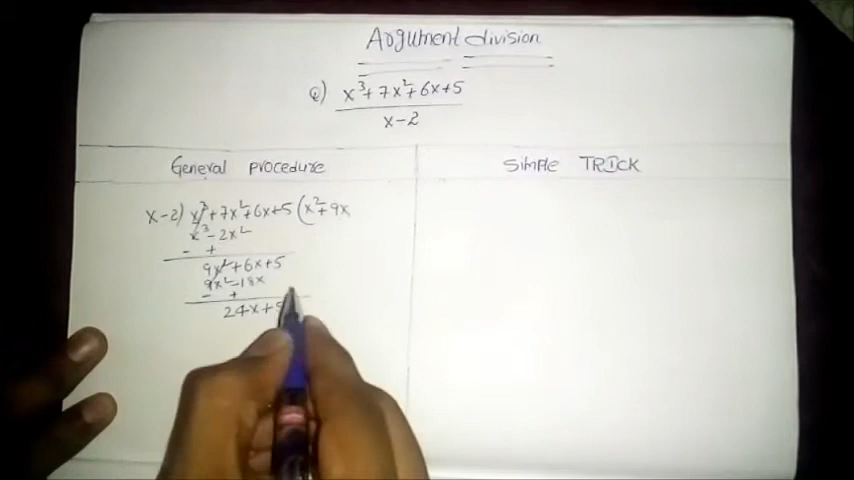 Argument division
Q) x³+7x²+6x+5
x-2
General procedure
Simple TRICK
x-2) x³+7x²+6x+5 (x²+9x
x³-2x²
- +
9x²+6x+5
9x²-18x
- +
24x+5